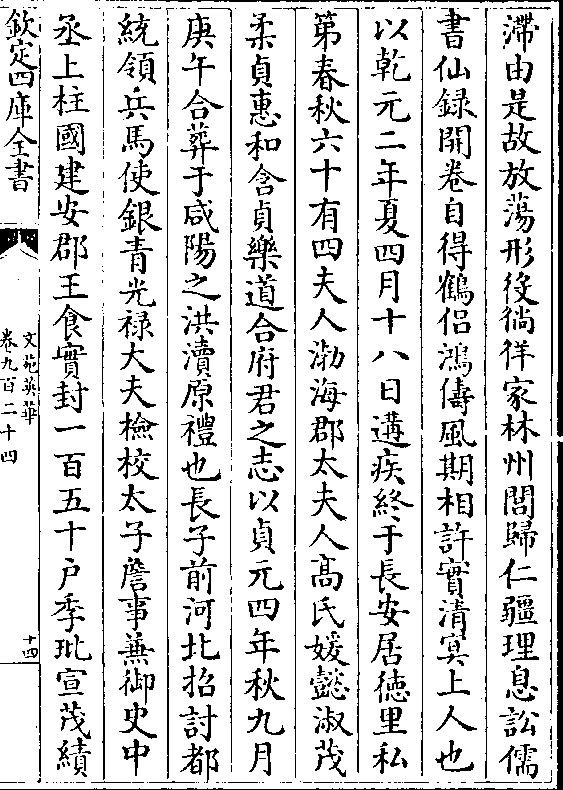 滯由是故放蕩形役徜徉家林州閭歸仁疆理息訟儒
書仙録開卷自得鶴侣鴻儔風期相許實清冥上人也
以乾元二年夏四月十八日遘疾終于長安居徳里私
第春秋六十有四夫人渤海郡太夫人髙氏媛懿淑茂
柔貞惠和含貞樂道合府君之志以貞元四年秋九月
庚午合葬于咸陽之洪瀆原禮也長子前河北招討都
統領兵馬使銀青光禄大夫檢校太子詹事兼御史中
丞上柱國建安郡王食實封一百五十户季玭宣茂績
欽定四庫全書
文苑英華
卷九百二十四
十四